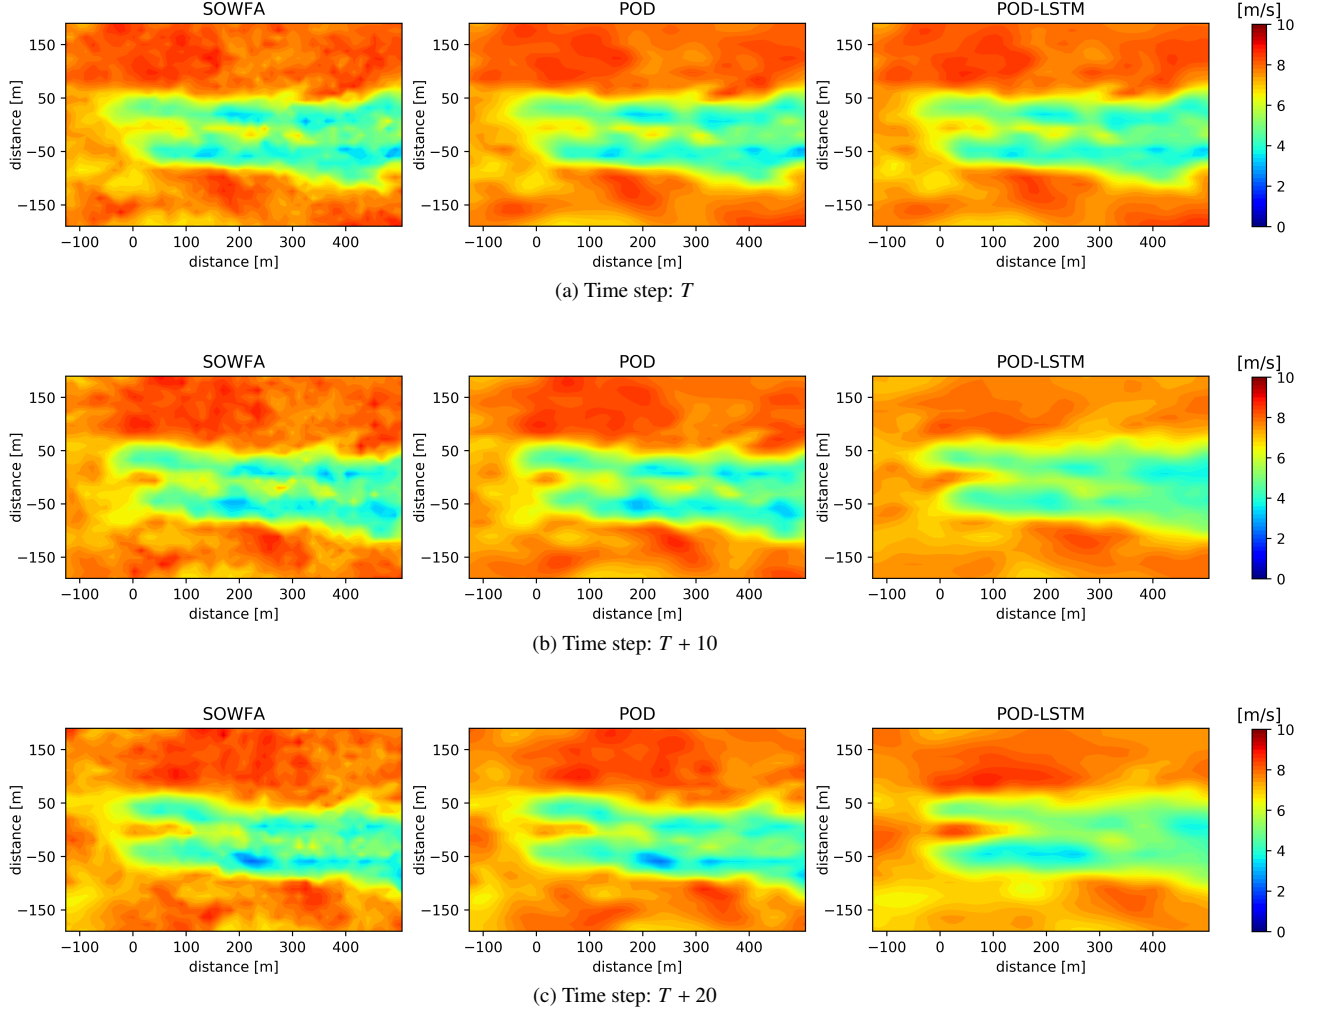 SOWFA POD POD-LSTM [m/s]
distance [m] 150 50 −50 −150 distance [m] 150 50 −50 −150 distance [m] 150 50 −50 −150 10 8 6 4 2 0
−100 0 100 200 300 400 −100 0 100 200 300 400 −100 0 100 200 300 400
distance [m] distance [m] distance [m]
(a) Time step: T
SOWFA POD POD-LSTM [m/s]
distance [m] 150 50 −50 −150 distance [m] 150 50 −50 −150 distance [m] 150 50 −50 −150 10 8 6 4 2 0
−100 0 100 200 300 400 −100 0 100 200 300 400 −100 0 100 200 300 400
distance [m] distance [m] distance [m]
(b) Time step: T + 10
SOWFA POD POD-LSTM [m/s]
distance [m] 150 50 −50 −150 distance [m] 150 50 −50 −150 distance [m] 150 50 −50 −150 10 8 6 4 2 0
−100 0 100 200 300 400 −100 0 100 200 300 400 −100 0 100 200 300 400
distance [m] distance [m] distance [m]
(c) Time step: T + 20